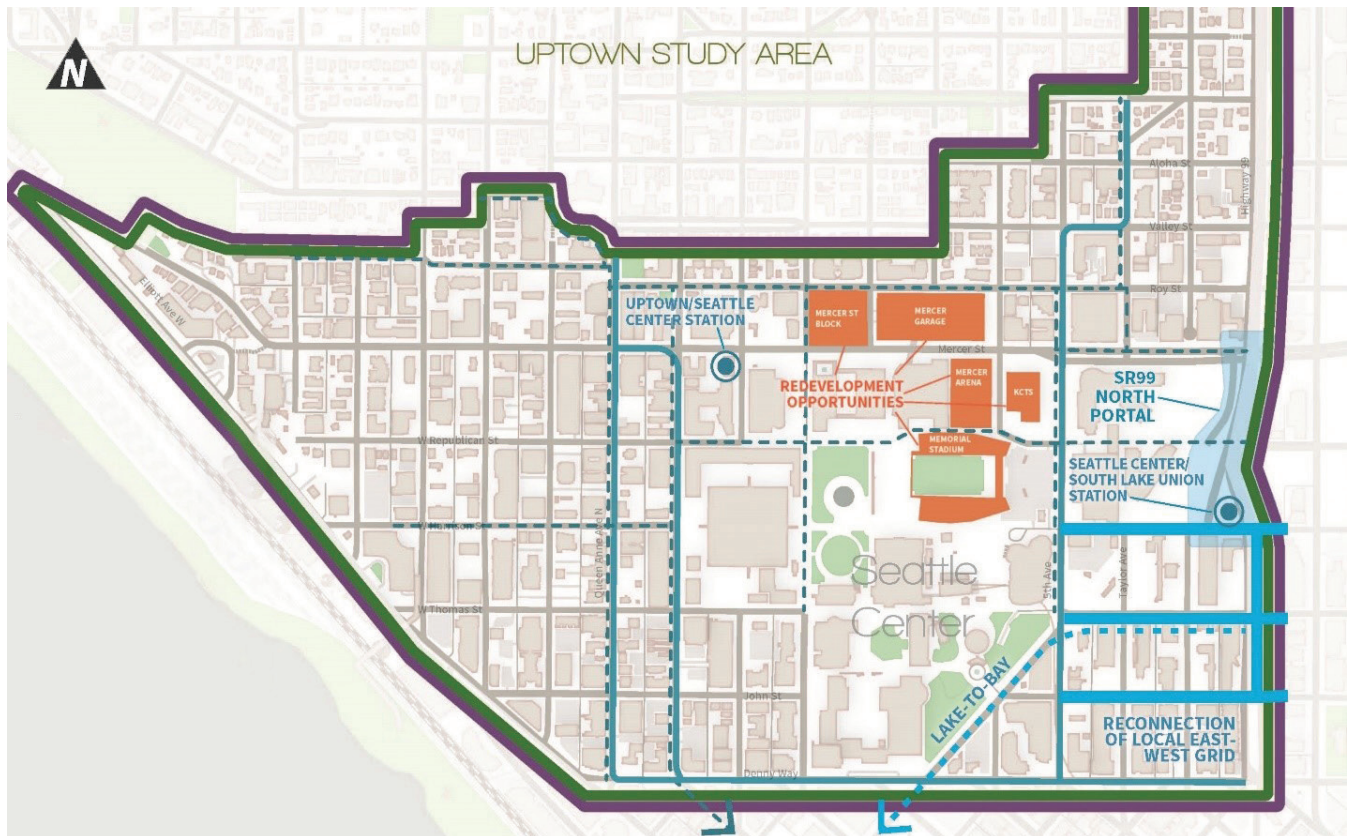 UPTOWN STUDY AREA
N
Aloha St
Highway 99
Valley St
Elliott Ave W
Roy St
UPTOWN/SEATTLE
CENTER STATION
MERCER ST
BLOCK
MERCER
GARAGE
Mercer St
REDEVELOPMENT
OPPORTUNITIES
MERCER
ARENA
KCTS
SR99
NORTH
PORTAL
W Republican St
MEMORIAL
STADIUM
SEATTLE CENTER/
SOUTH LAKE UNION
STATION
W Harrison St
Queen Anne Ave N
Seattle
Center
5th Ave
Taylor Ave
W Thomas St
LAKE-TO-BAY
John St
RECONNECTION
OF LOCAL EAST-
WEST GRID
Denny Way